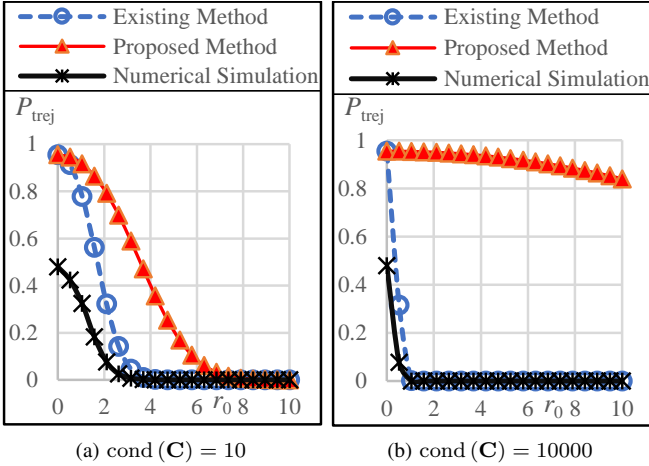 Existing Method
Proposed Method
Numerical Simulation
P_trej
1
0.8
0.6
0.4
0.2
0
0 2 4 6 8 r_0 10
(a) cond (C) = 10
Existing Method
Proposed Method
Numerical Simulation
P_trej
1
0.8
0.6
0.4
0.2
0
0 2 4 6 r_0 8 10
(b) cond (C) = 10000